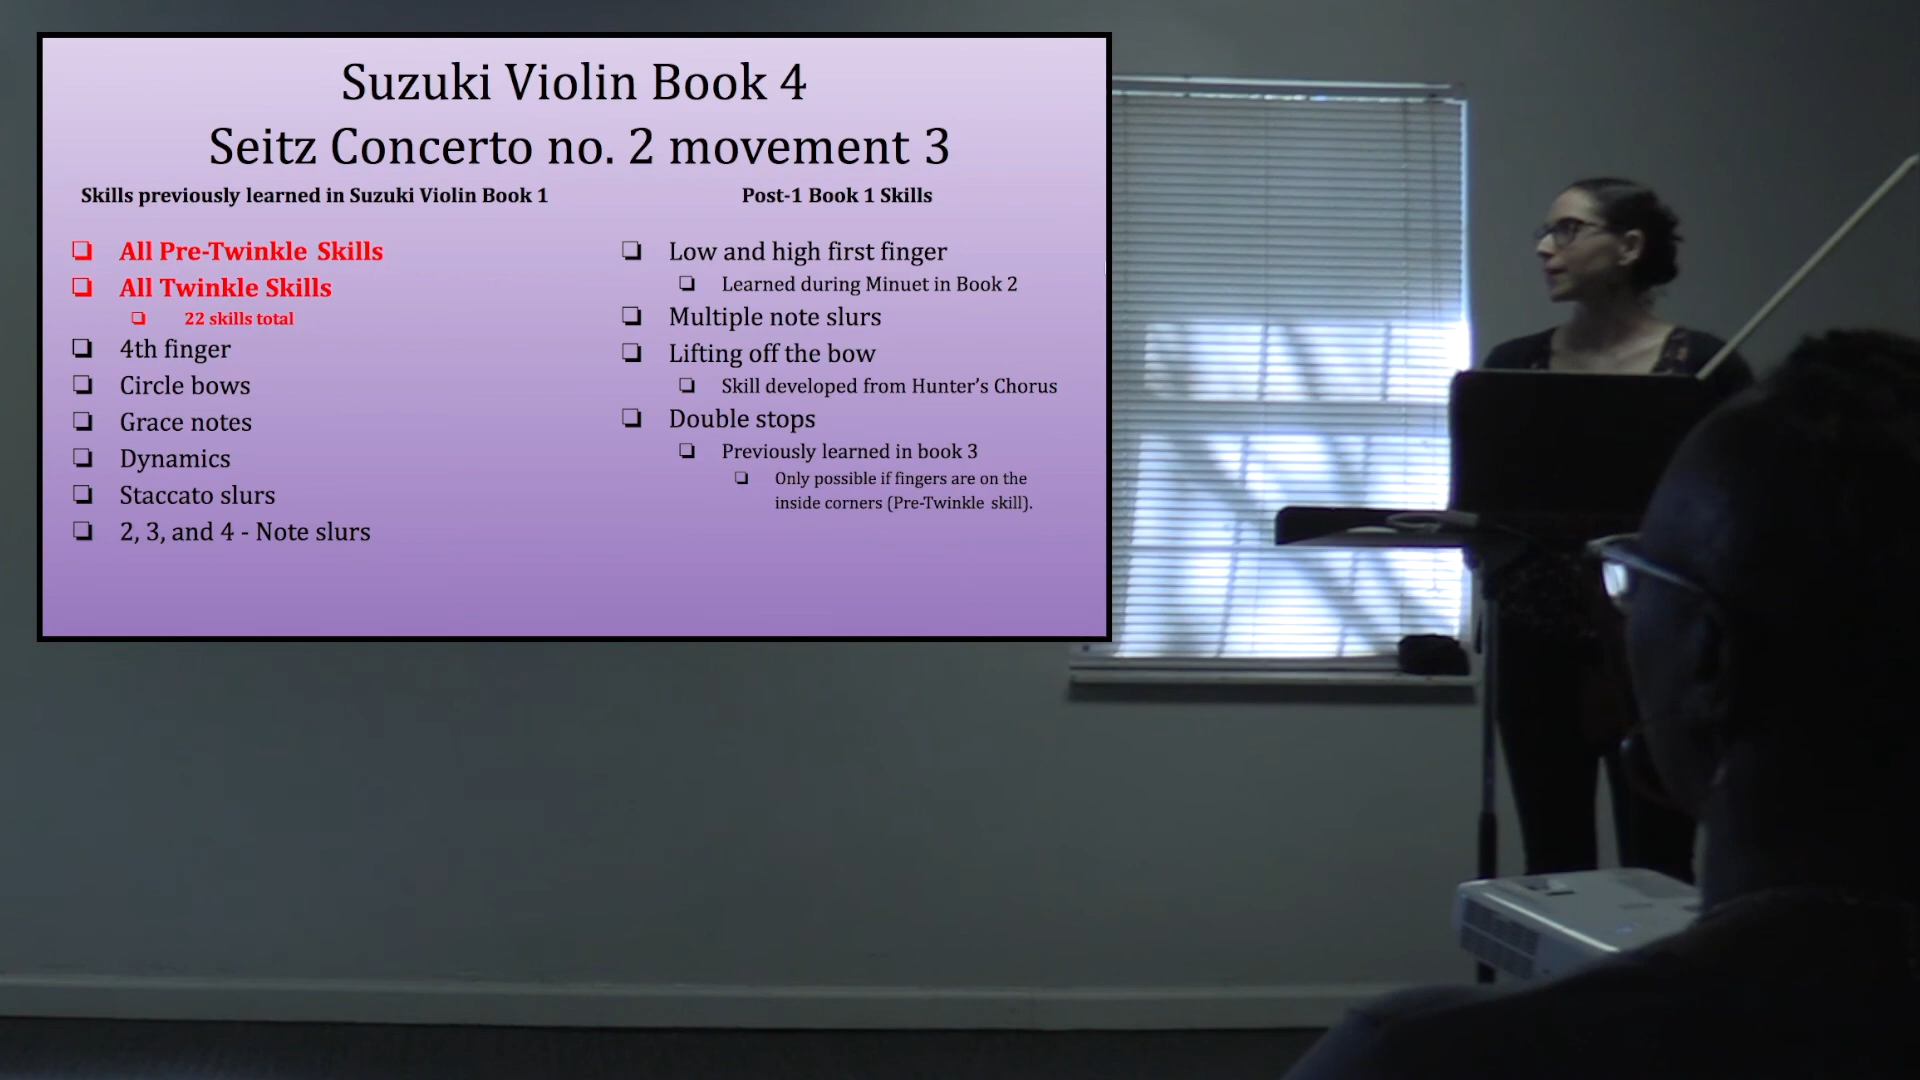 Suzuki Violin Book 4
Seitz Concerto no. 2 movement 3
Skills previously learned in Suzuki Violin Book 1
❏ All Pre-Twinkle Skills
❏ All Twinkle Skills
❏ 22 skills total
❏ 4th finger
❏ Circle bows
❏ Grace notes
❏ Dynamics
❏ Staccato slurs
❏ 2, 3, and 4 - Note slurs
Post-1 Book 1 Skills
❏ Low and high first finger
❏ Learned during Minuet in Book 2
❏ Multiple note slurs
❏ Lifting off the bow
❏ Skill developed from Hunter’s Chorus
❏ Double stops
❏ Previously learned in book 3
❏ Only possible if fingers are on the
inside corners (Pre-Twinkle skill).